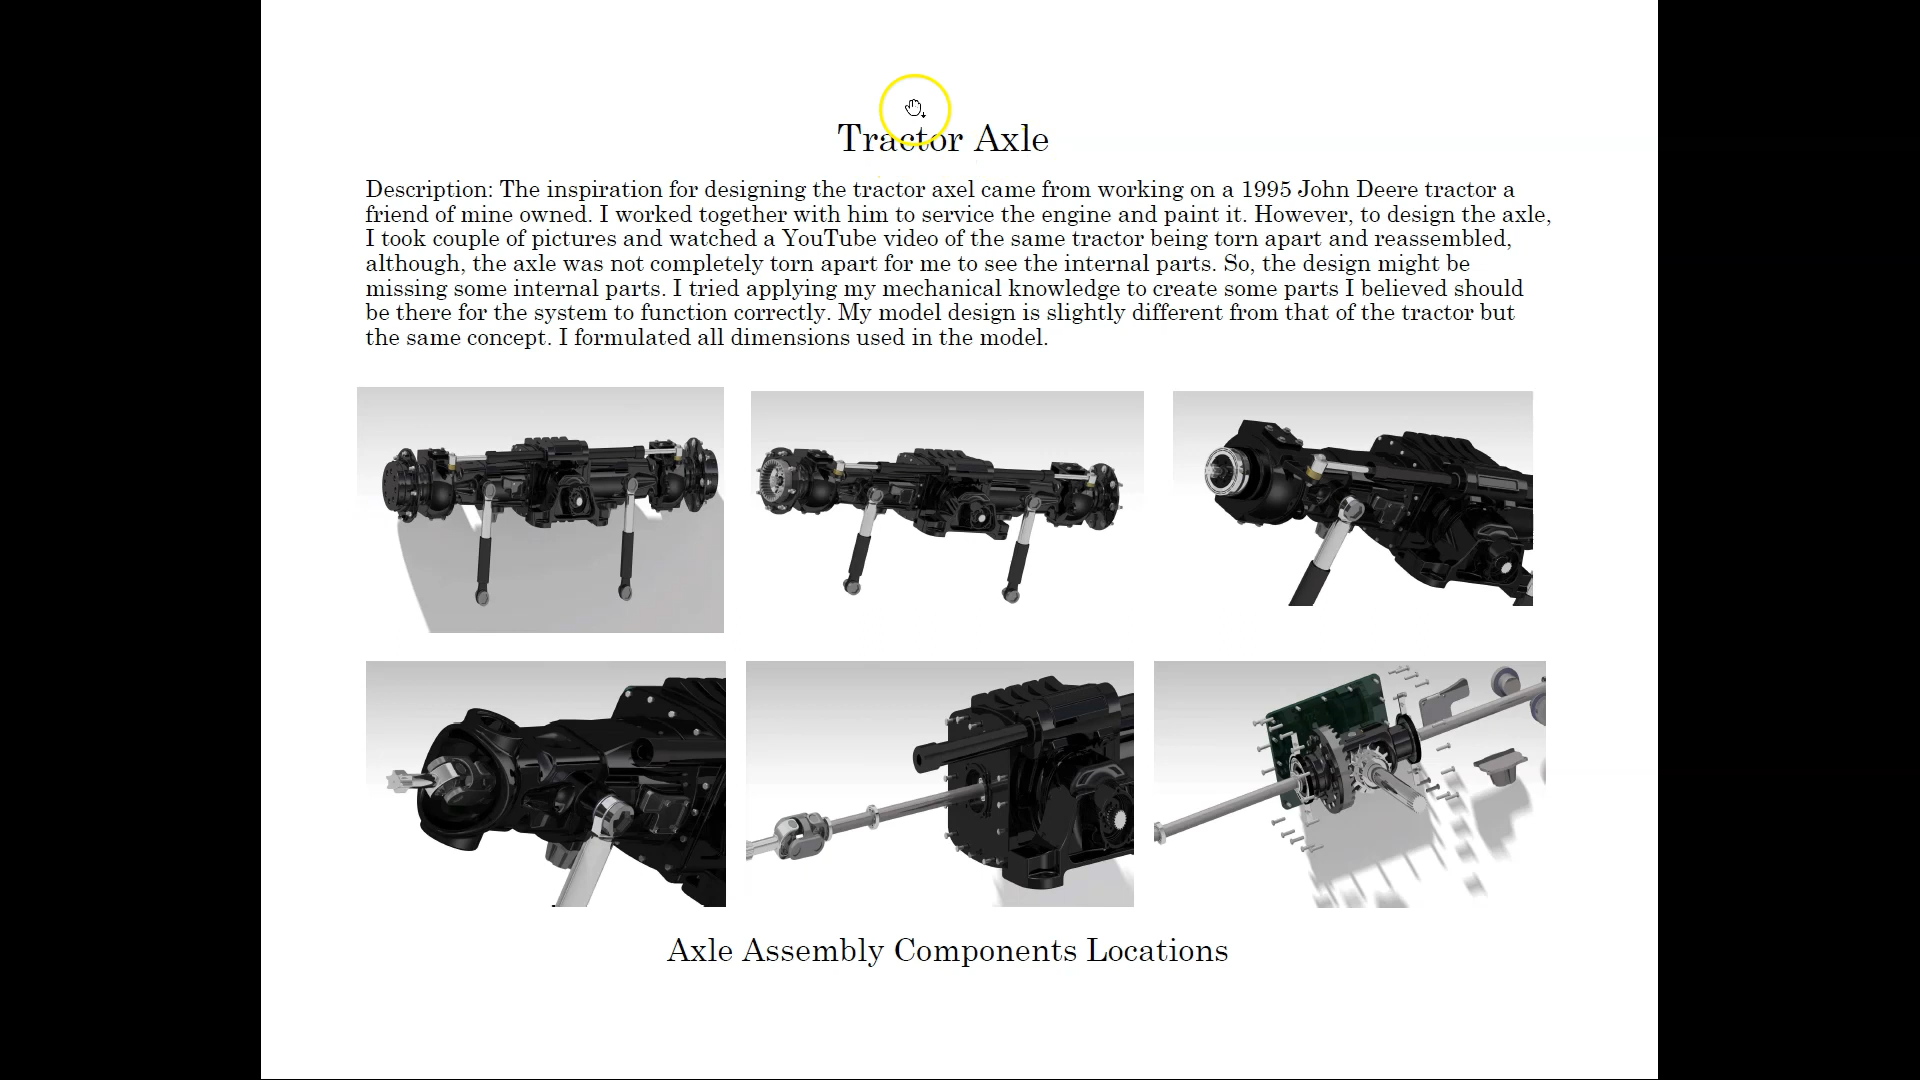 Tractor Axle
Description: The inspiration for designing the tractor axel came from working on a 1995 John Deere tractor a
friend of mine owned. I worked together with him to service the engine and paint it. However, to design the axle,
I took couple of pictures and watched a YouTube video of the same tractor being torn apart and reassembled,
although, the axle was not completely torn apart for me to see the internal parts. So, the design might be
missing some internal parts. I tried applying my mechanical knowledge to create some parts I believed should
be there for the system to function correctly. My model design is slightly different from that of the tractor but
the same concept. I formulated all dimensions used in the model.
Axle Assembly Components Locations